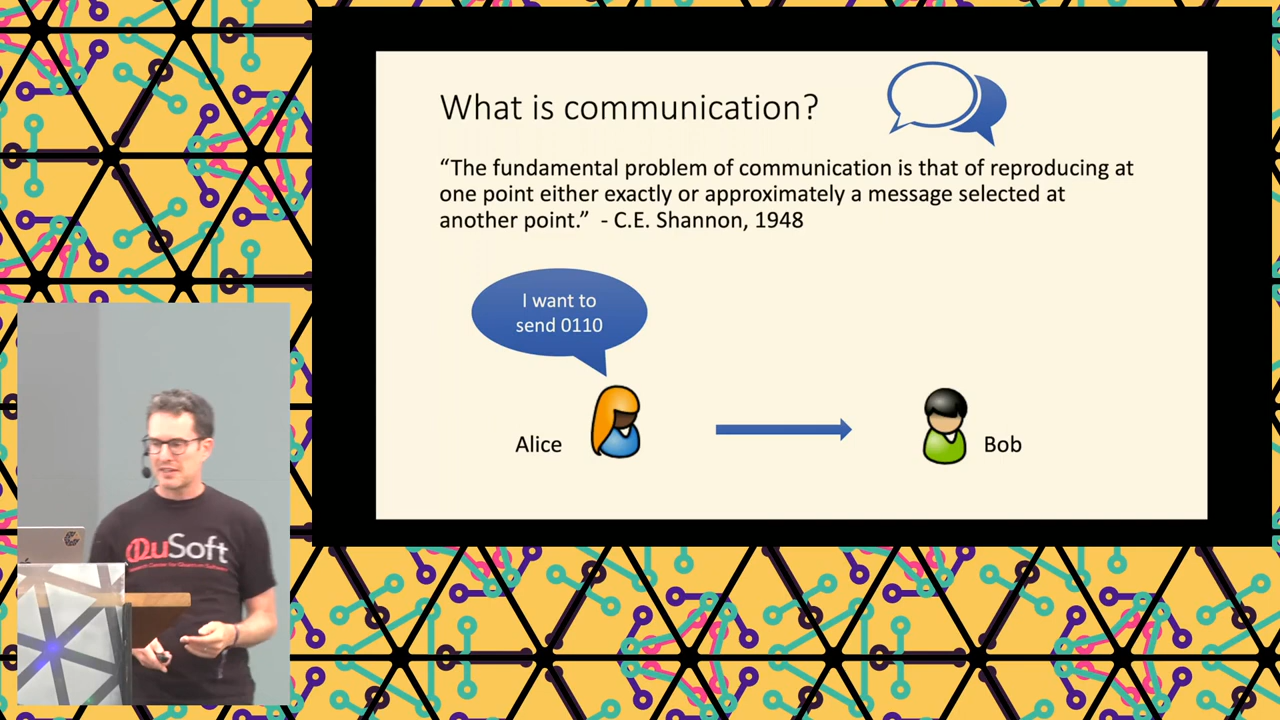 What is communication?
“The fundamental problem of communication is that of reproducing at
one point either exactly or approximately a message selected at
another point.” - C.E. Shannon, 1948
I want to
send 0110
Alice
Bob
QuSoft